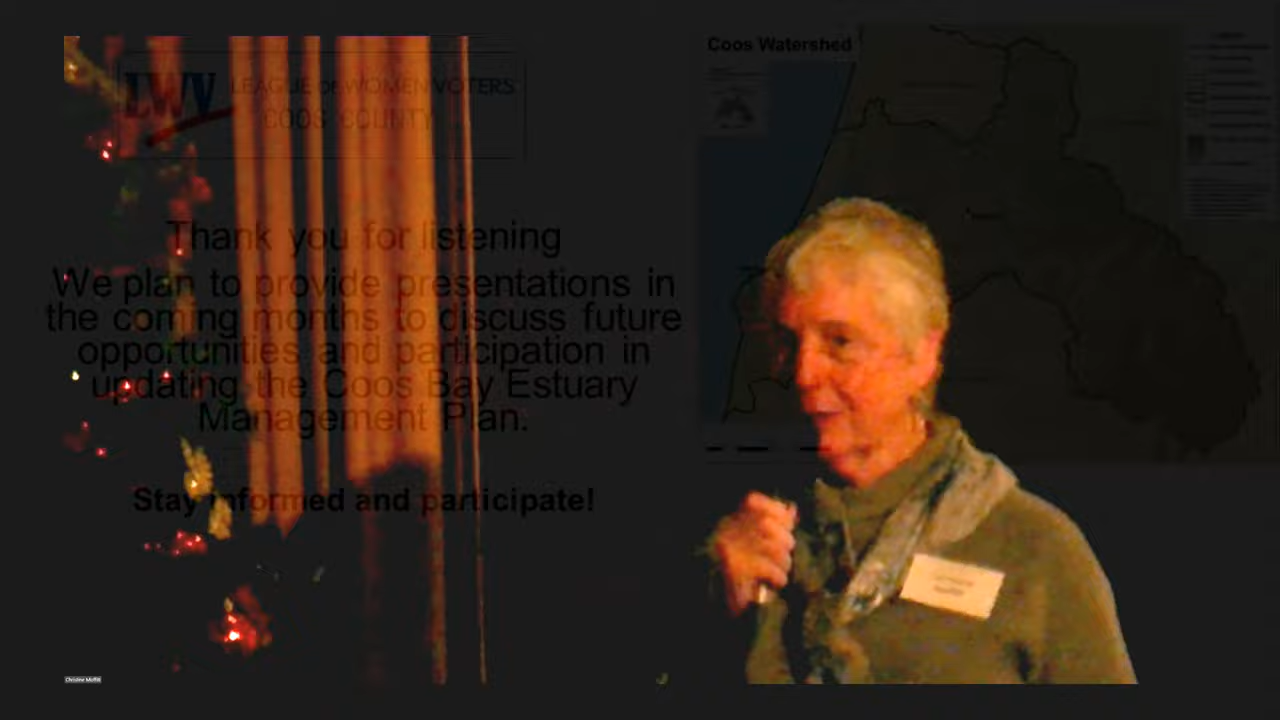 LWV LEAGUE OF WOMEN VOTERS
COOS COUNTY
Coos Watershed
Thank you for listening
We plan to provide presentations in
the coming months to discuss future
opportunities and participation in
updating the Coos Bay Estuary
Management Plan.
Stay informed and participate!
Christine Moffitt